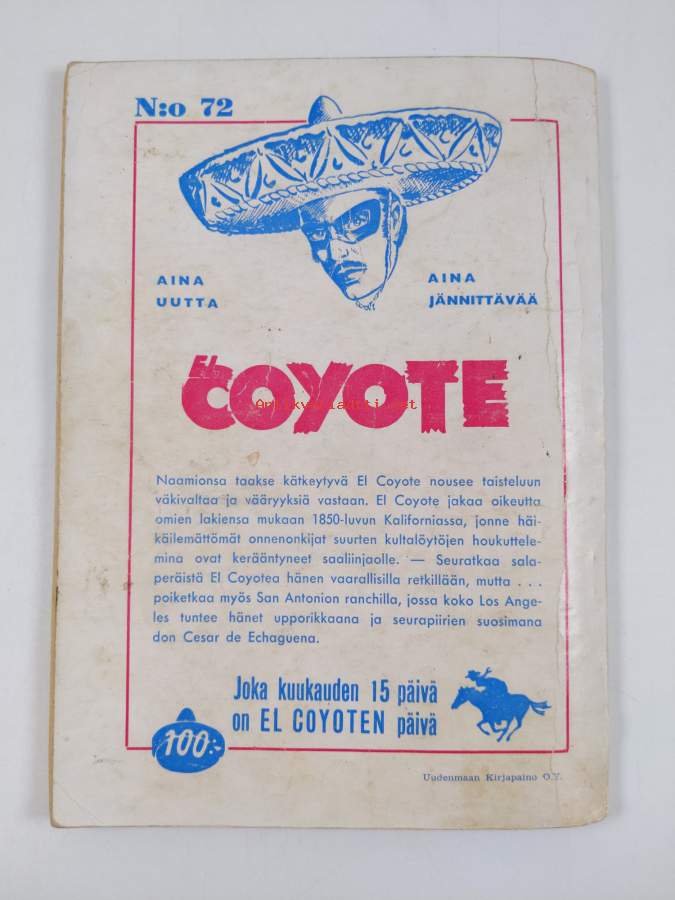 N:o 72
AINA
UUTTA
AINA
JÄNNITTÄVÄÄ
EL
COYOTE
Antikvariaatti.net
Naamionsa taakse kätkeytyvä El Coyote nousee taisteluun
väkivaltaa ja vääryyksiä vastaan. El Coyote jakaa oikeutta
omien lakiensa mukaan 1850-luvun Kaliforniassa, jonne häi-
käilemättömät onnenonkijat suurten kultalöytöjen houkuttele-
mina ovat kerääntyneet saaliinjaolle. — Seuratkaa sala-
peräistä El Coyotea hänen vaarallisilla retkillään, mutta . . .
poiketkaa myös San Antonion ranchilla, jossa koko Los Ange-
les tuntee hänet upporikkaana ja seurapiirien suosimana
don Cesar de Echaguena.
Joka kuukauden 15 päivä
on EL COYOTEN päivä
100:-
Uudenmaan Kirjapaino O.Y.